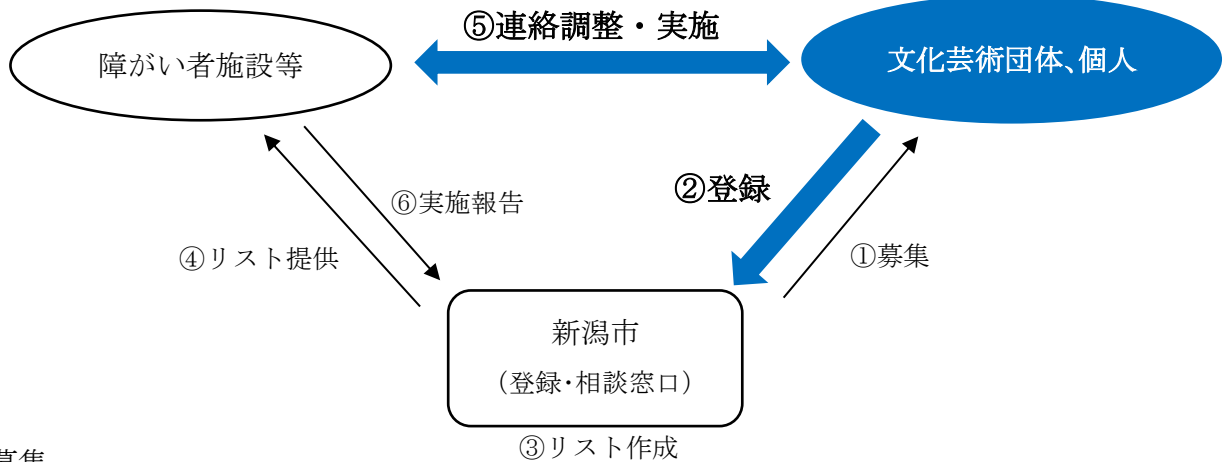 ⑤連絡調整・実施
障がい者施設等
文化芸術団体、個人
②登録
⑥実施報告
④リスト提供
①募集
新潟市
（登録・相談窓口）
③リスト作成
募集